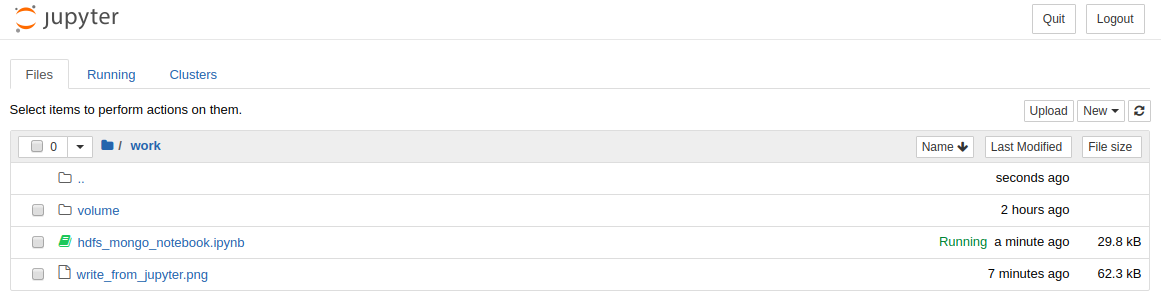 jupyter Quit Logout
Files Running Clusters
Select items to perform actions on them. Upload New
0 / work Name Last Modified File size
.. seconds ago
volume 2 hours ago
hdfs_mongo_notebook.ipynb Running a minute ago 29.8 kB
write_from_jupyter.png 7 minutes ago 62.3 kB